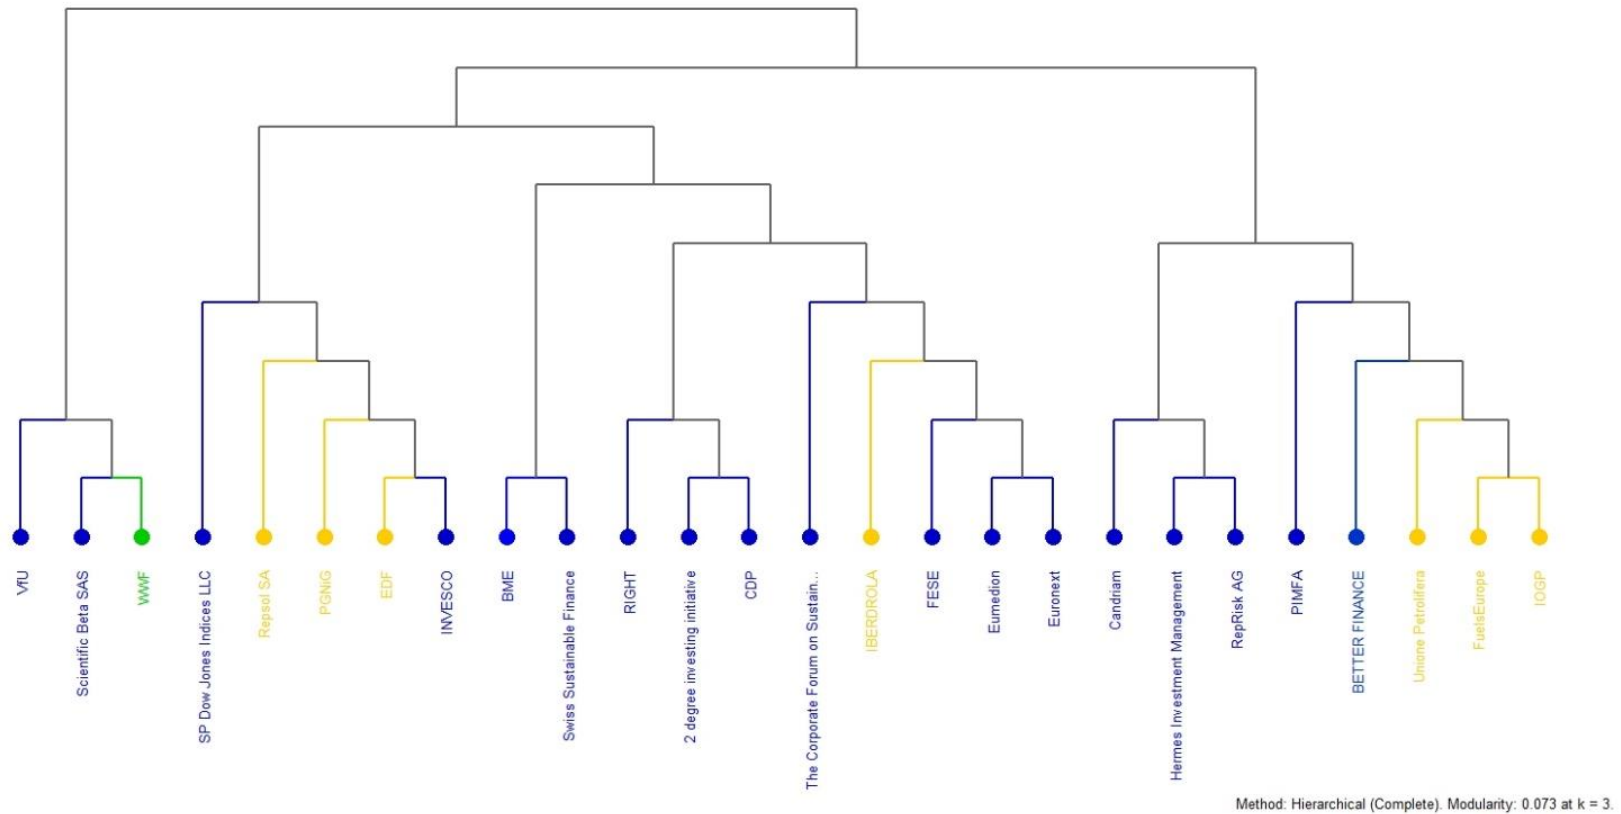 VfU
Scientific Beta SAS
WWF
SP Dow Jones Indices LLC
Repsol SA
PGNiG
EDF
INVESCO
BME
Swiss Sustainable Finance
RIGHT
2 degree investing initiative
CDP
The Corporate Forum on Sustain...
IBERDROLA
FESE
Eumedion
Euronext
Candriam
Hermes Investment Management
RepRisk AG
PIMFA
BETTER FINANCE
Unione Petrolifera
FuelsEurope
IOGP
Method: Hierarchical (Complete). Modularity: 0.073 at k = 3.